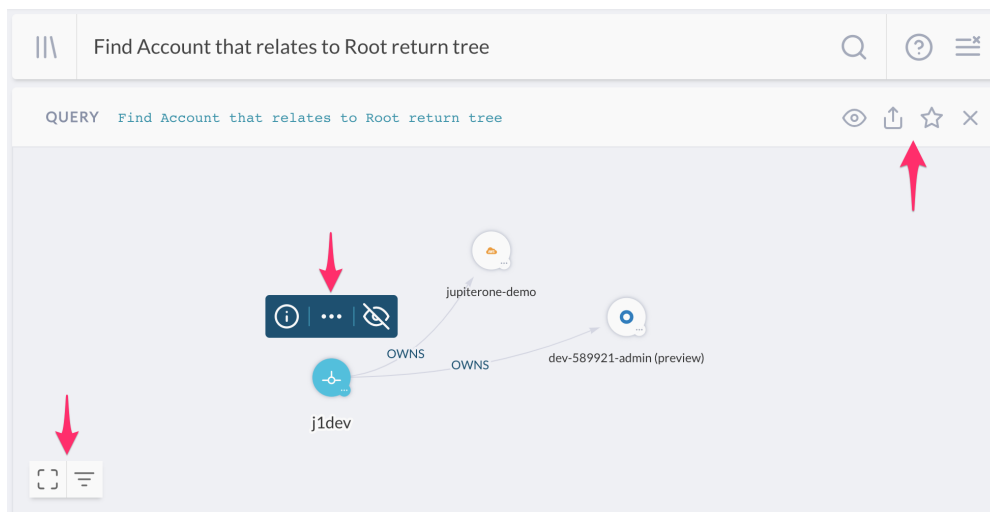 Find Account that relates to Root return tree
QUERY Find Account that relates to Root return tree
jupiterone-demo
OWNS
OWNS
dev-589921-admin (preview)
j1dev